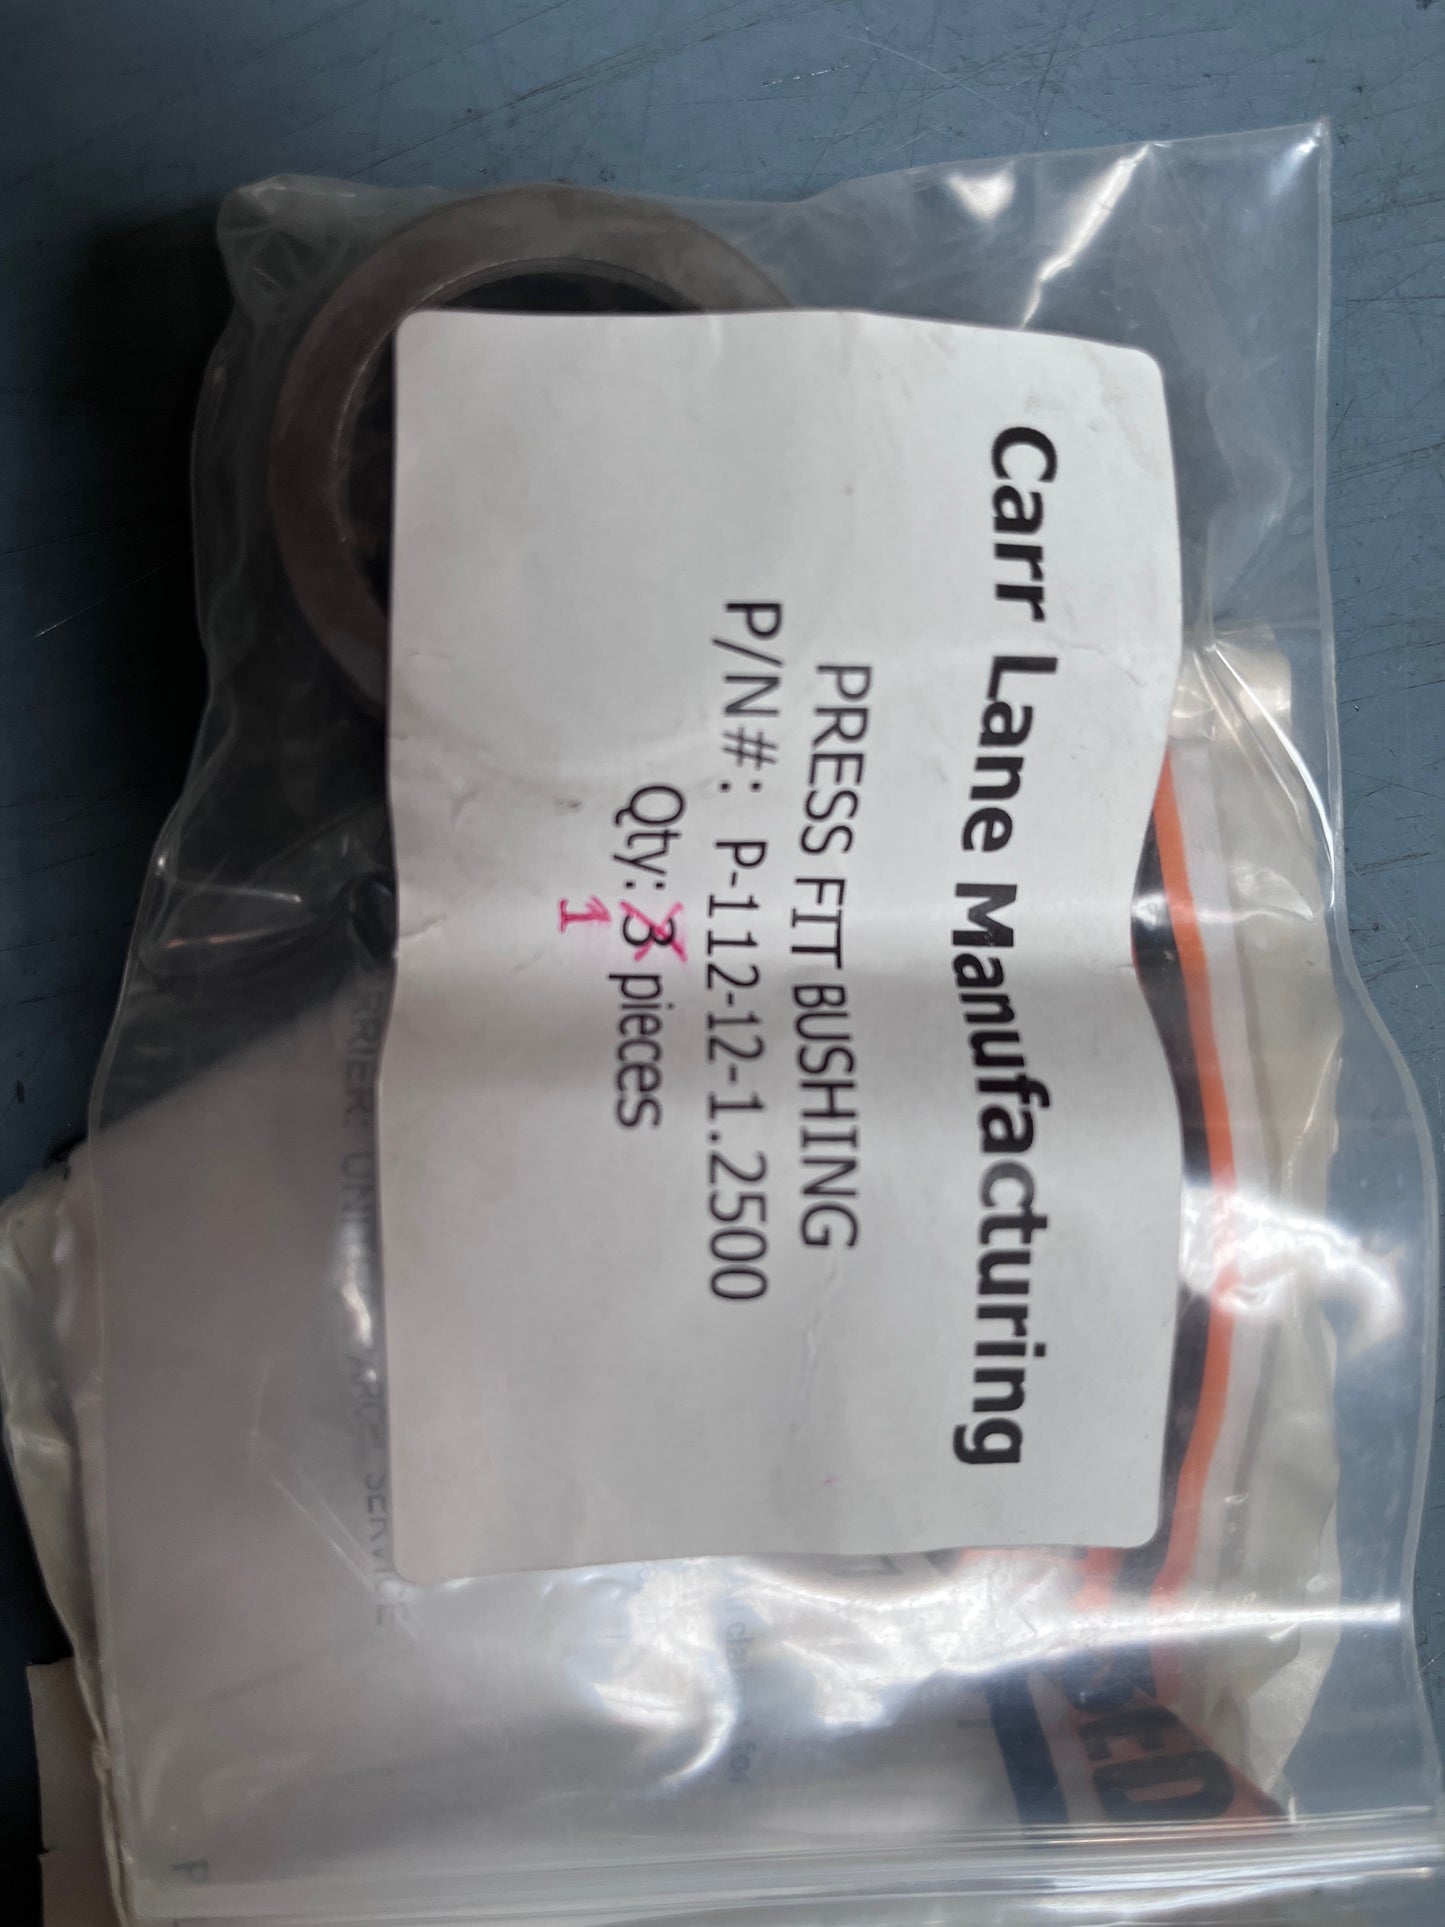 Carr Lane Manufacturing
PRESS FIT BUSHING
P/N#: P-112-12-1.2500
Qty: 3 pieces
1